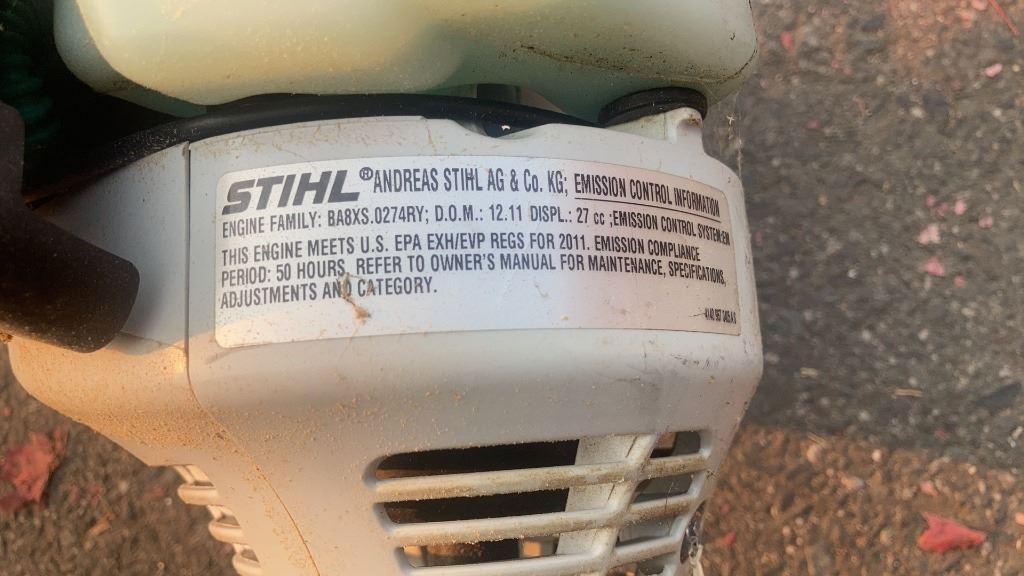 STIHL® ANDREAS STIHL AG & Co. KG; EMISSION CONTROL INFORMATION
ENGINE FAMILY: BA8XS.0274RY; D.O.M.: 12.11 DISPL.: 27 cc ;EMISSION CONTROL SYSTEM:EM
THIS ENGINE MEETS U.S. EPA EXH/EVP REGS FOR 2011. EMISSION COMPLIANCE
PERIOD: 50 HOURS. REFER TO OWNER'S MANUAL FOR MAINTENANCE, SPECIFICATIONS,
ADJUSTMENTS AND CATEGORY.